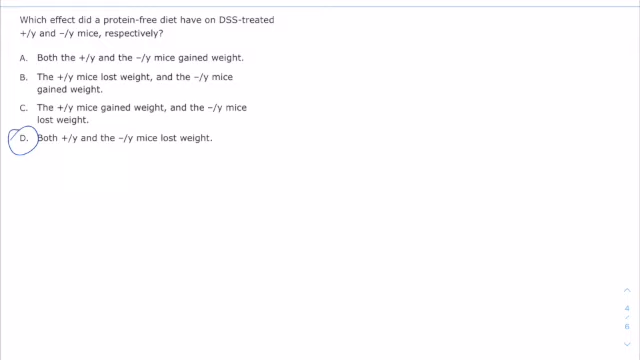 Which effect did a protein-free diet have on DSS-treated
+/y and –/y mice, respectively?
A. Both the +/y and the –/y mice gained weight.
B. The +/y mice lost weight, and the –/y mice
gained weight.
C. The +/y mice gained weight, and the –/y mice
lost weight.
D. Both +/y and the –/y mice lost weight.
4
/
6